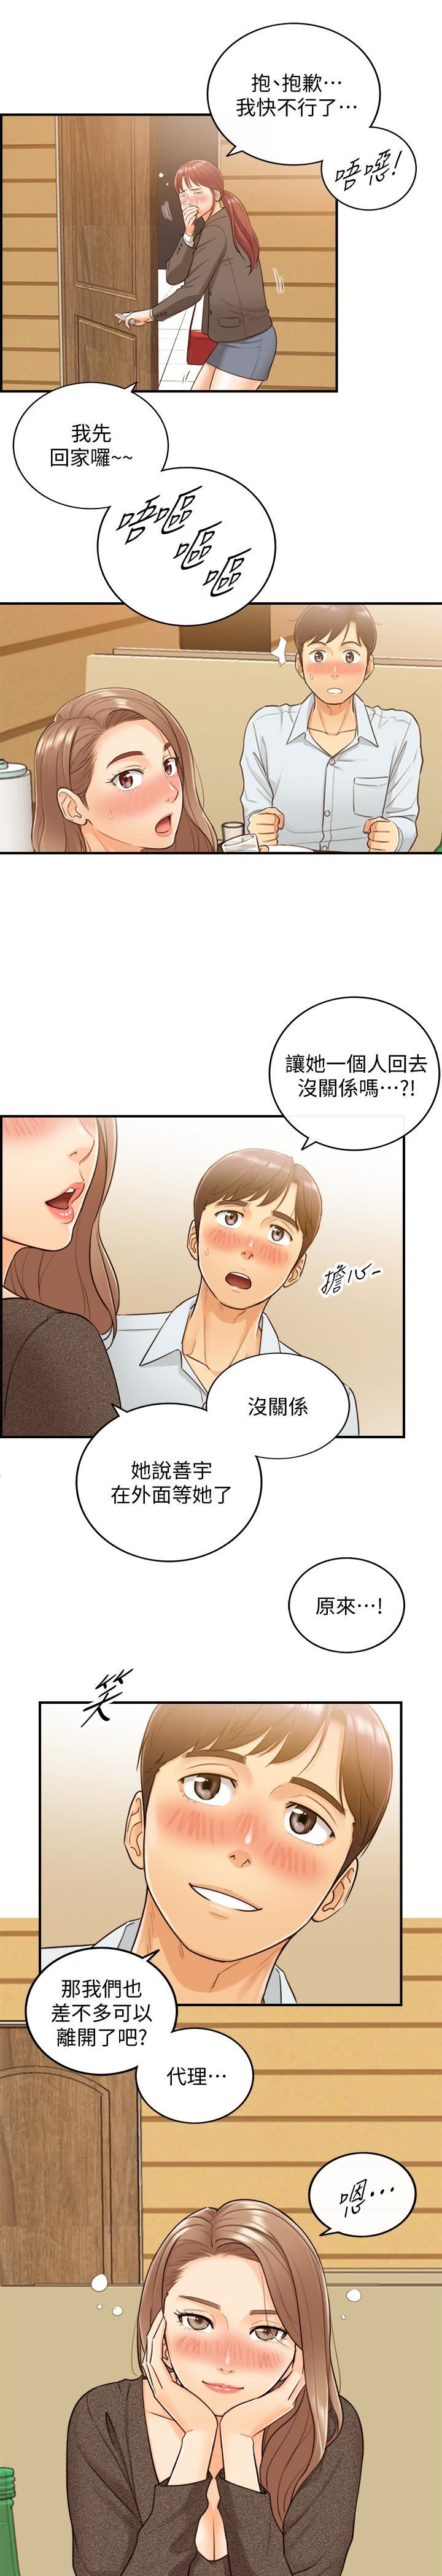 抱、抱歉…
我快不行了…
唔噁!
我先
回家囉~~
唔嘔
嘔
嘔
讓她一個人回去
沒關係嗎…?!
擔心-
沒關係
她說善宇
在外面等她了
原來…!
笑
那我們也
差不多可以
離開了吧?
代理…
嗯…